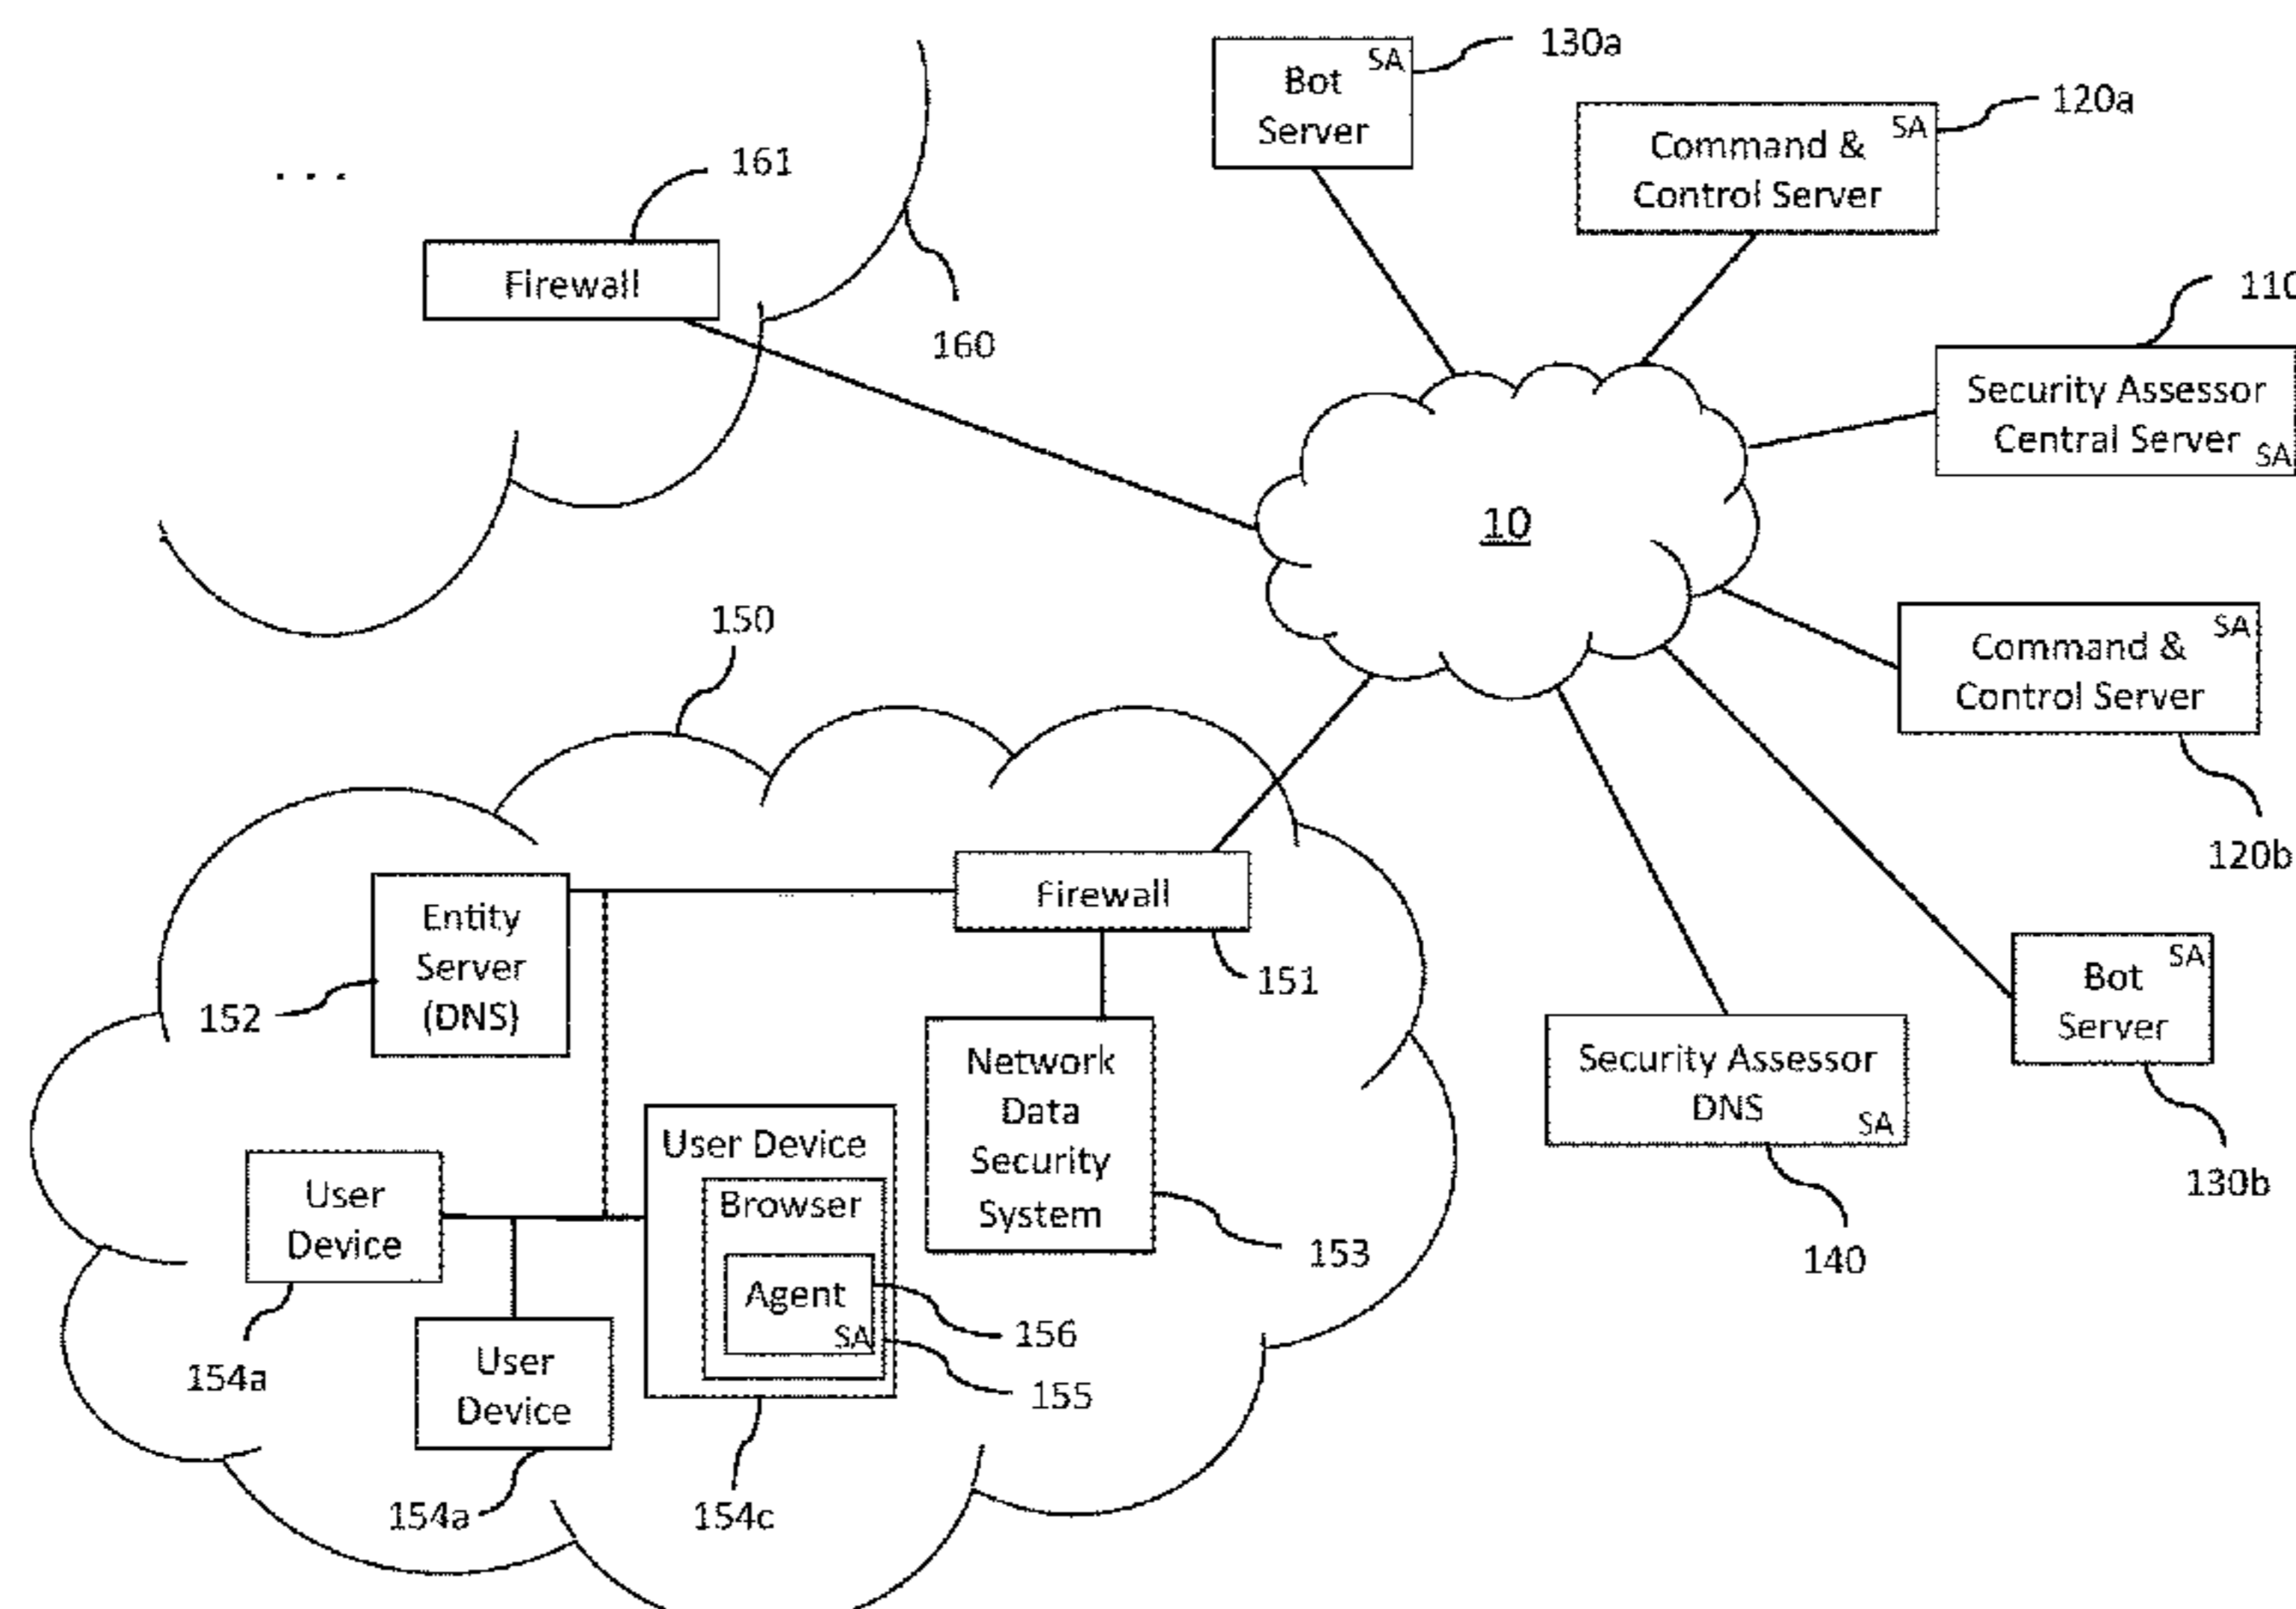 130a
SA
Bot
Server
120a
SA
Command &
Control Server
. . .
161
Firewall
160
110
Security Assessor
Central Server
SA
10
150
SA
Command &
Control Server
120b
Firewall
151
Entity
Server
(DNS)
152
Network
Data
Security
System
153
SA
Bot
Server
130b
Security Assessor
DNS
SA
140
User Device
Browser
Agent
SA
156
155
154c
User
Device
154a
User
Device
154a